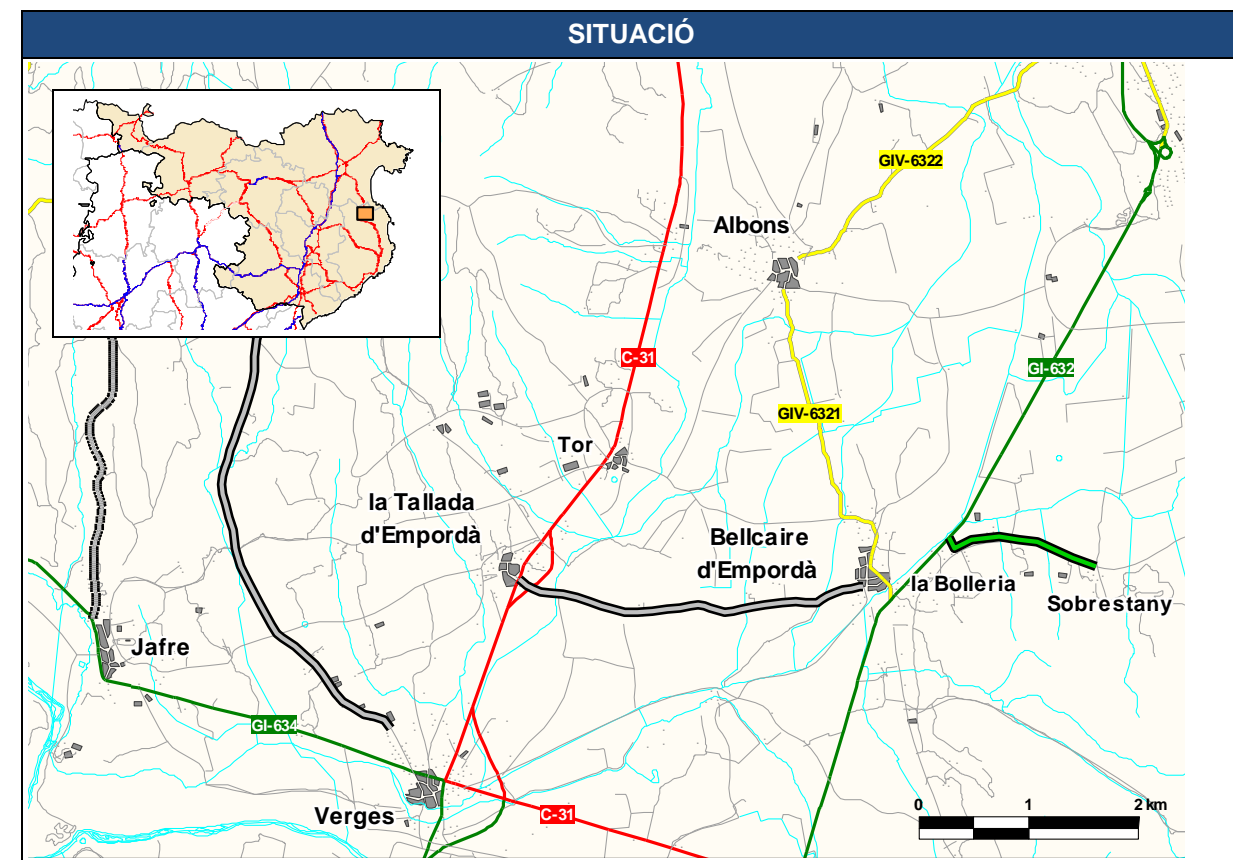 SITUACIÓ
GIV-6322
Albons
C-31
GI-632
GIV-6321
Tor
la Tallada
d'Empordà
Bellcaire
d'Empordà
la Bolleria
Sobrestany
Jafre
GI-634
Verges
C-31
0 1 2 km